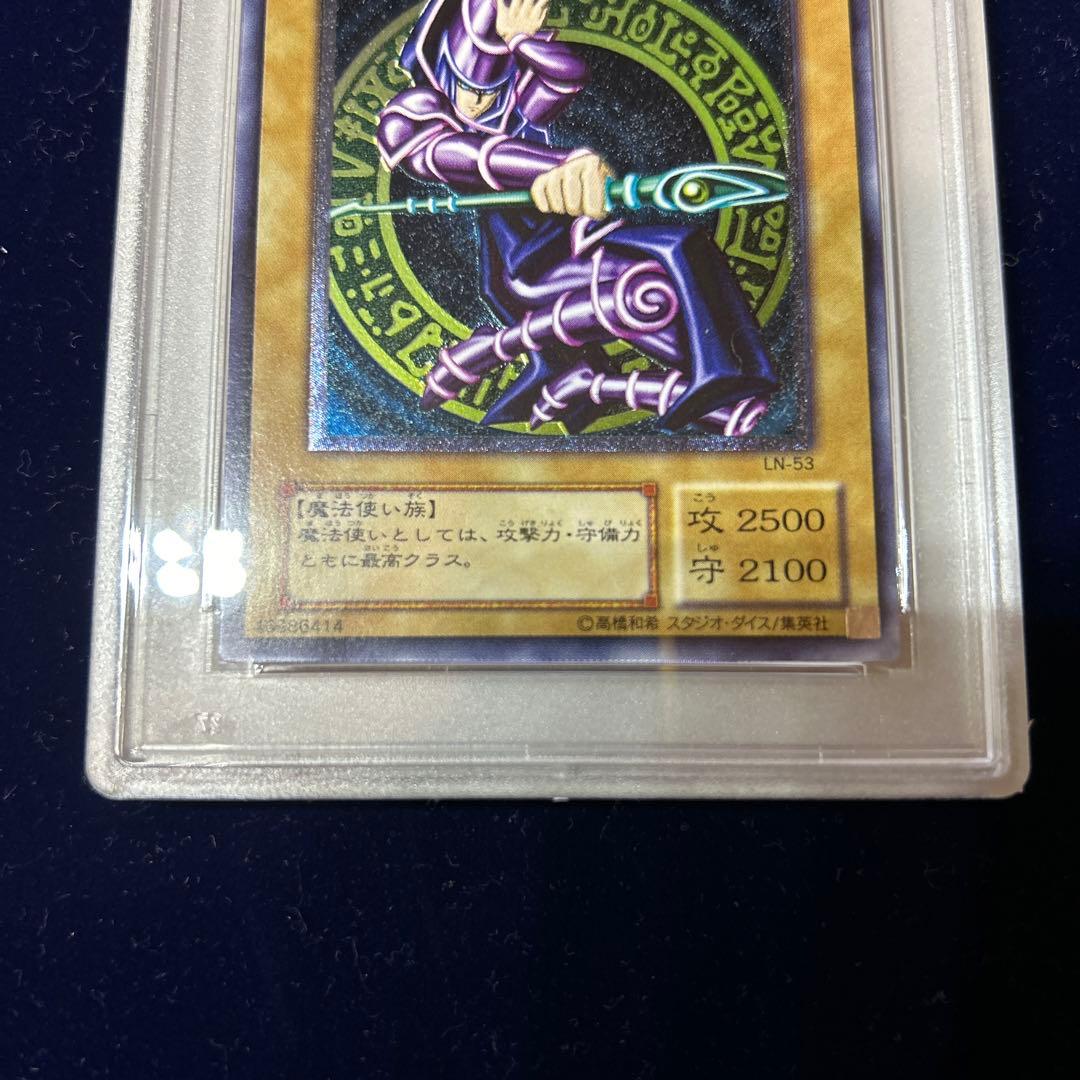 LN-53
【魔法使い族】
魔法使いとしては、攻撃力・守備力
ともに最高クラス。
攻 2500
守 2100
©高橋和希 スタジオ・ダイス/集英社